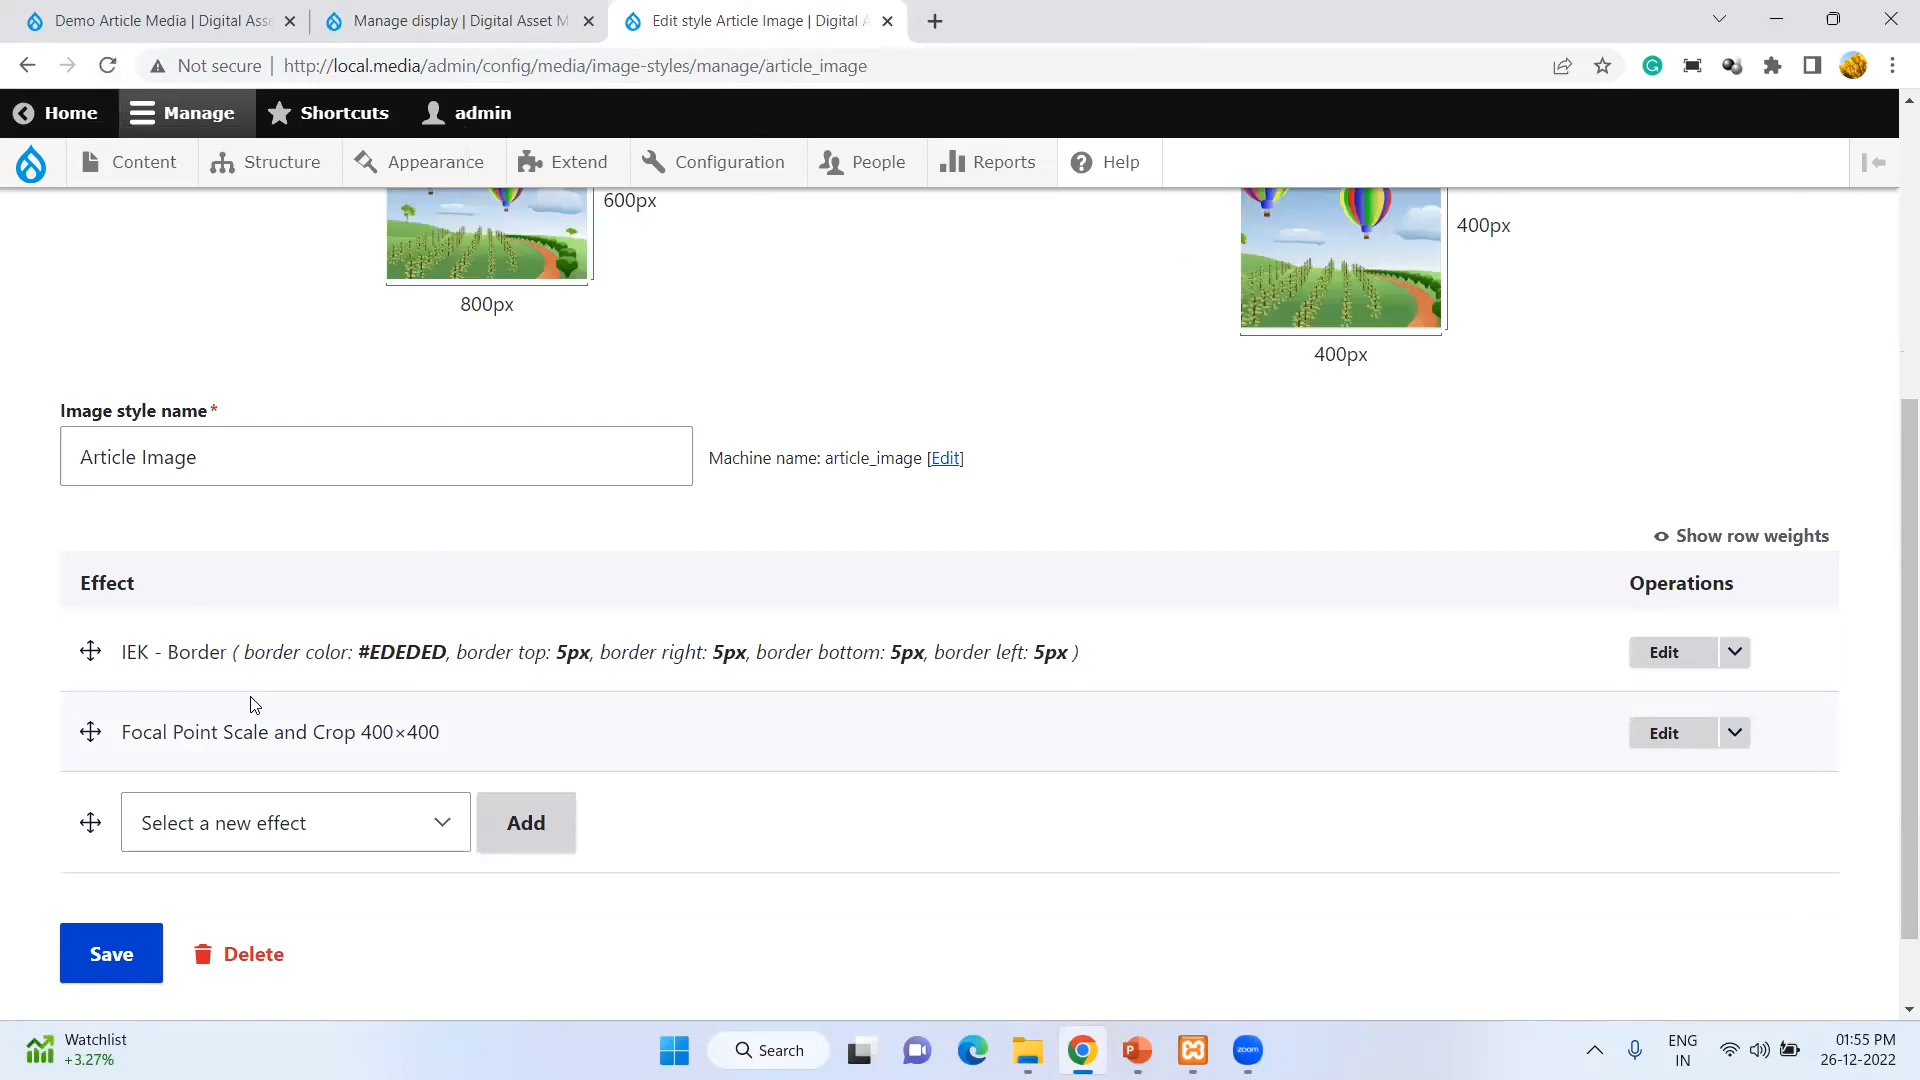 Demo Article Media | Digital Asse
Manage display | Digital Asset M
Edit style Article Image | Digital A
Not secure | http://local.media/admin/config/media/image-styles/manage/article_image
Home
Manage
Shortcuts
admin
Content
Structure
Appearance
Extend
Configuration
People
Reports
Help
600px
400px
800px
400px
Image style name*
Article Image
Machine name: article_image [Edit]
Show row weights
Effect
Operations
IEK - Border ( border color: #EDEDED, border top: 5px, border right: 5px, border bottom: 5px, border left: 5px )
Edit
Focal Point Scale and Crop 400×400
Edit
Select a new effect
Add
Save
Delete
Watchlist
+3.27%
Search
zoom
ENG
IN
01:55 PM
26-12-2022